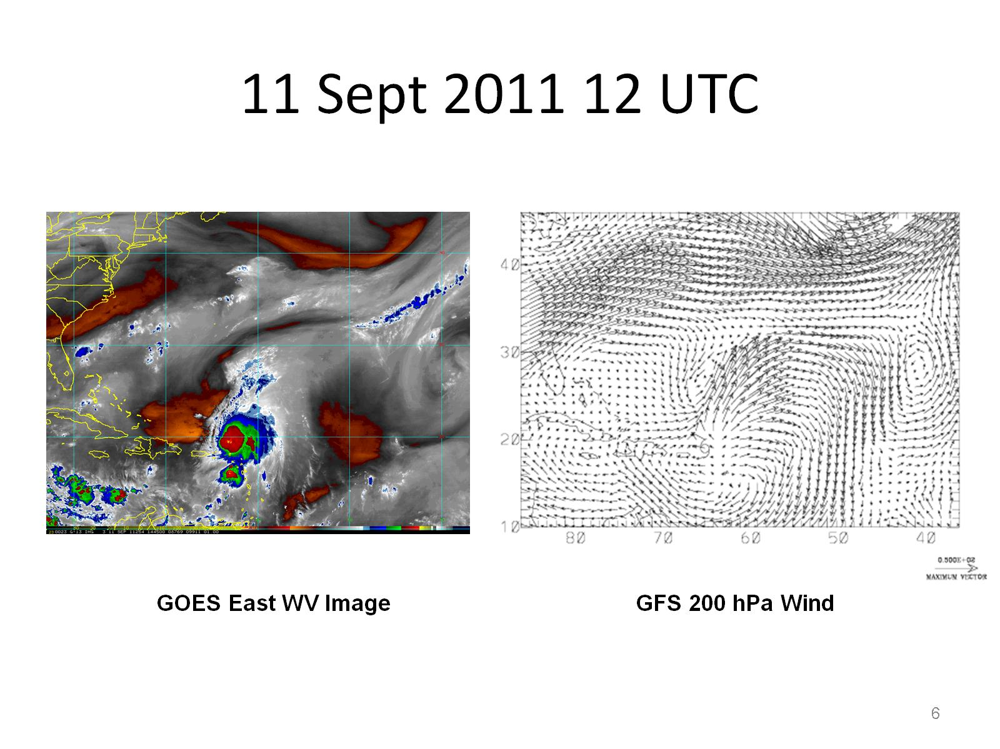 11 Sept 2011 12 UTC
40
30
20
10
80 70 60 50 40
0.500E+02
MAXIMUM VECTOR
GOES East WV Image
GFS 200 hPa Wind
6